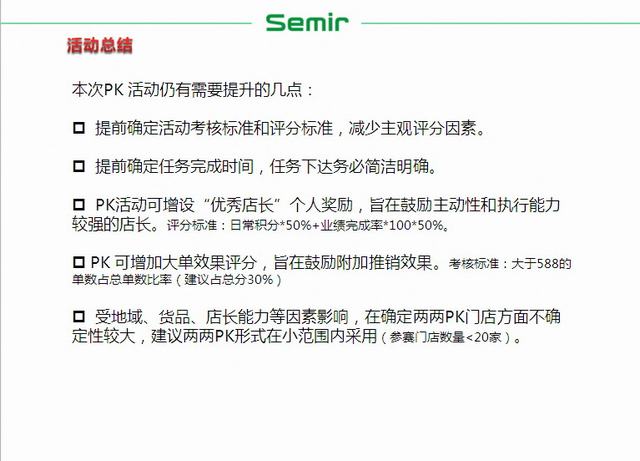 Semir
活动总结
本次PK 活动仍有需要提升的几点：
提前确定活动考核标准和评分标准，减少主观评分因素。
提前确定任务完成时间，任务下达务必简洁明确。
PK活动可增设“优秀店长”个人奖励，旨在鼓励主动性和执行能力
较强的店长。评分标准：日常积分*50%+业绩完成率*100*50%。
PK 可增加大单效果评分，旨在鼓励附加推销效果。考核标准：大于588的
单数占总单数比率（建议占总分30%）
受地域、货品、店长能力等因素影响，在确定两两PK门店方面不确
定性较大，建议两两PK形式在小范围内采用（参赛门店数量<20家）。